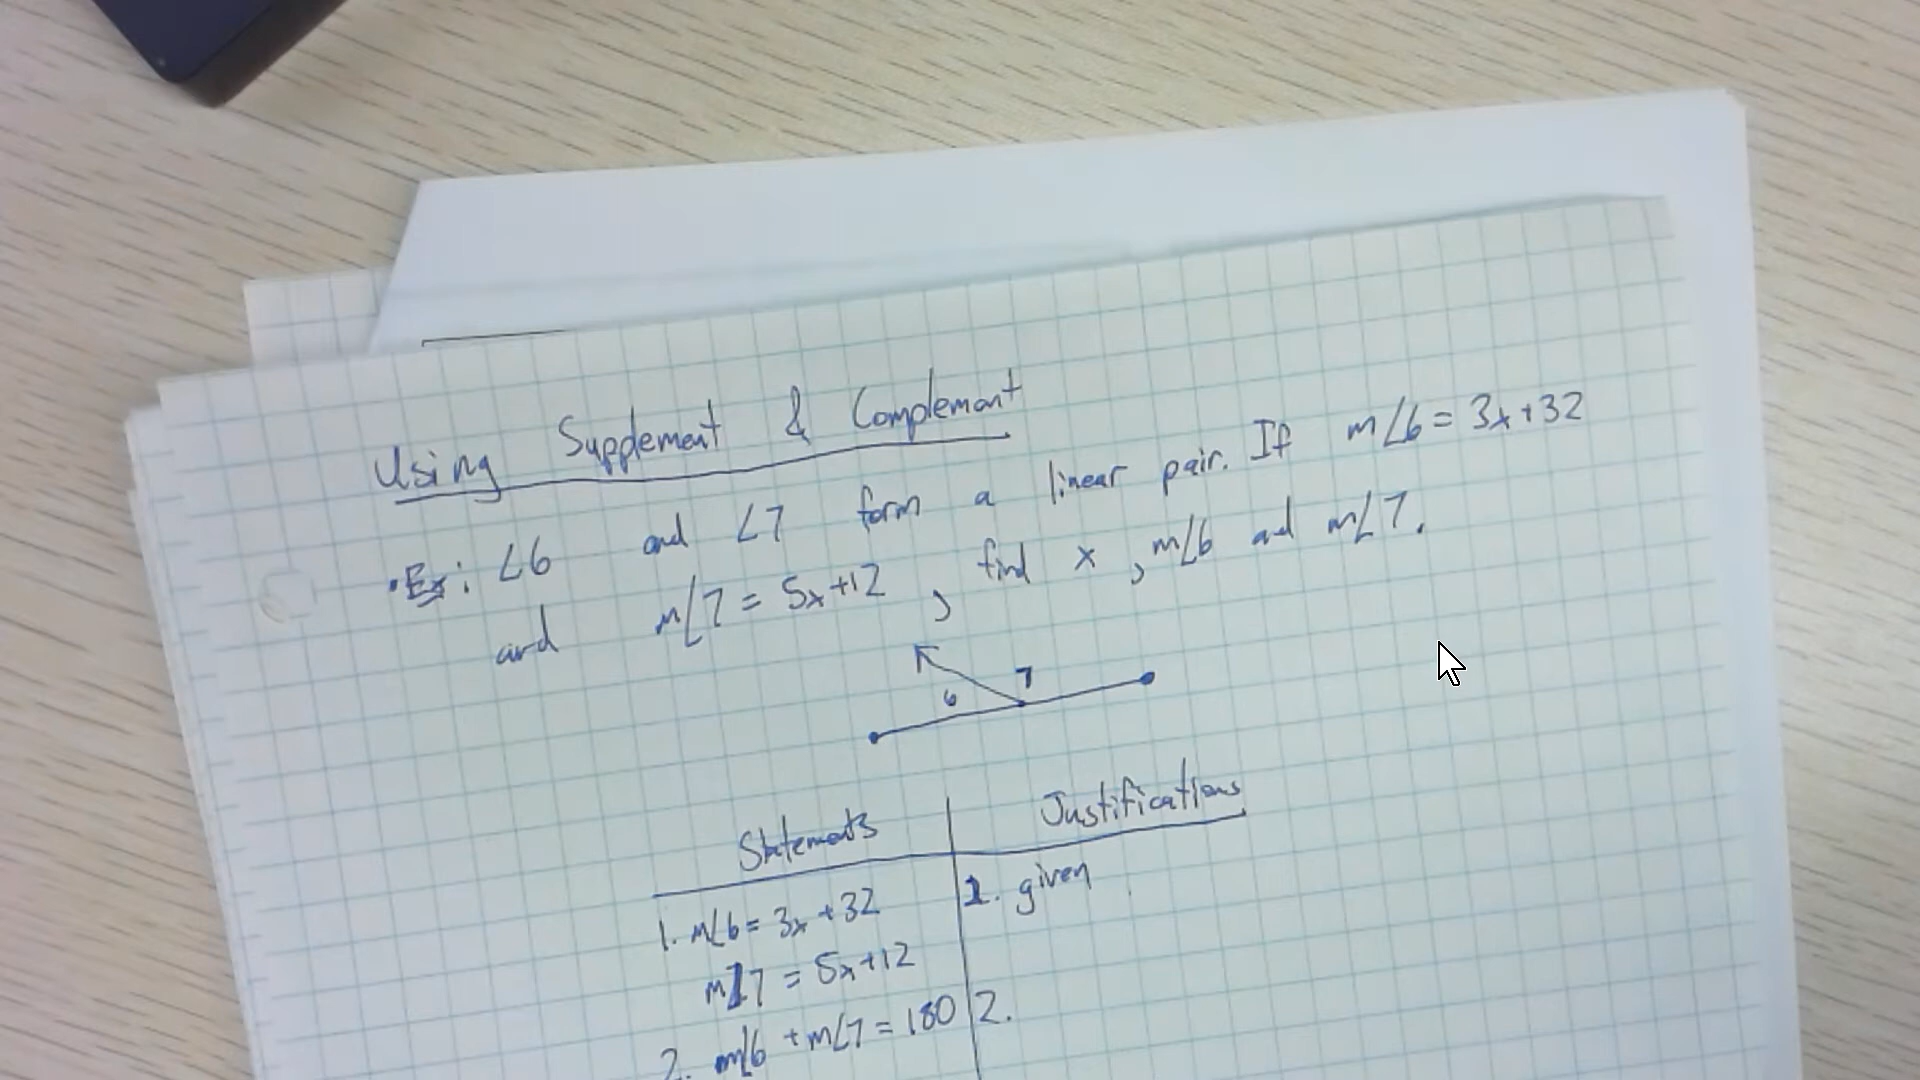 Using Supplement & Complement
• Ex: ∠6 and ∠7 form a linear pair. If m∠6 = 3x+32
and m∠7 = 5x+12, find x, m∠6 and m∠7.
6 7
Statements Justifications
1. m∠6 = 3x+32 1. given
m∠7 = 5x+12
2. m∠6 + m∠7 = 180 2.